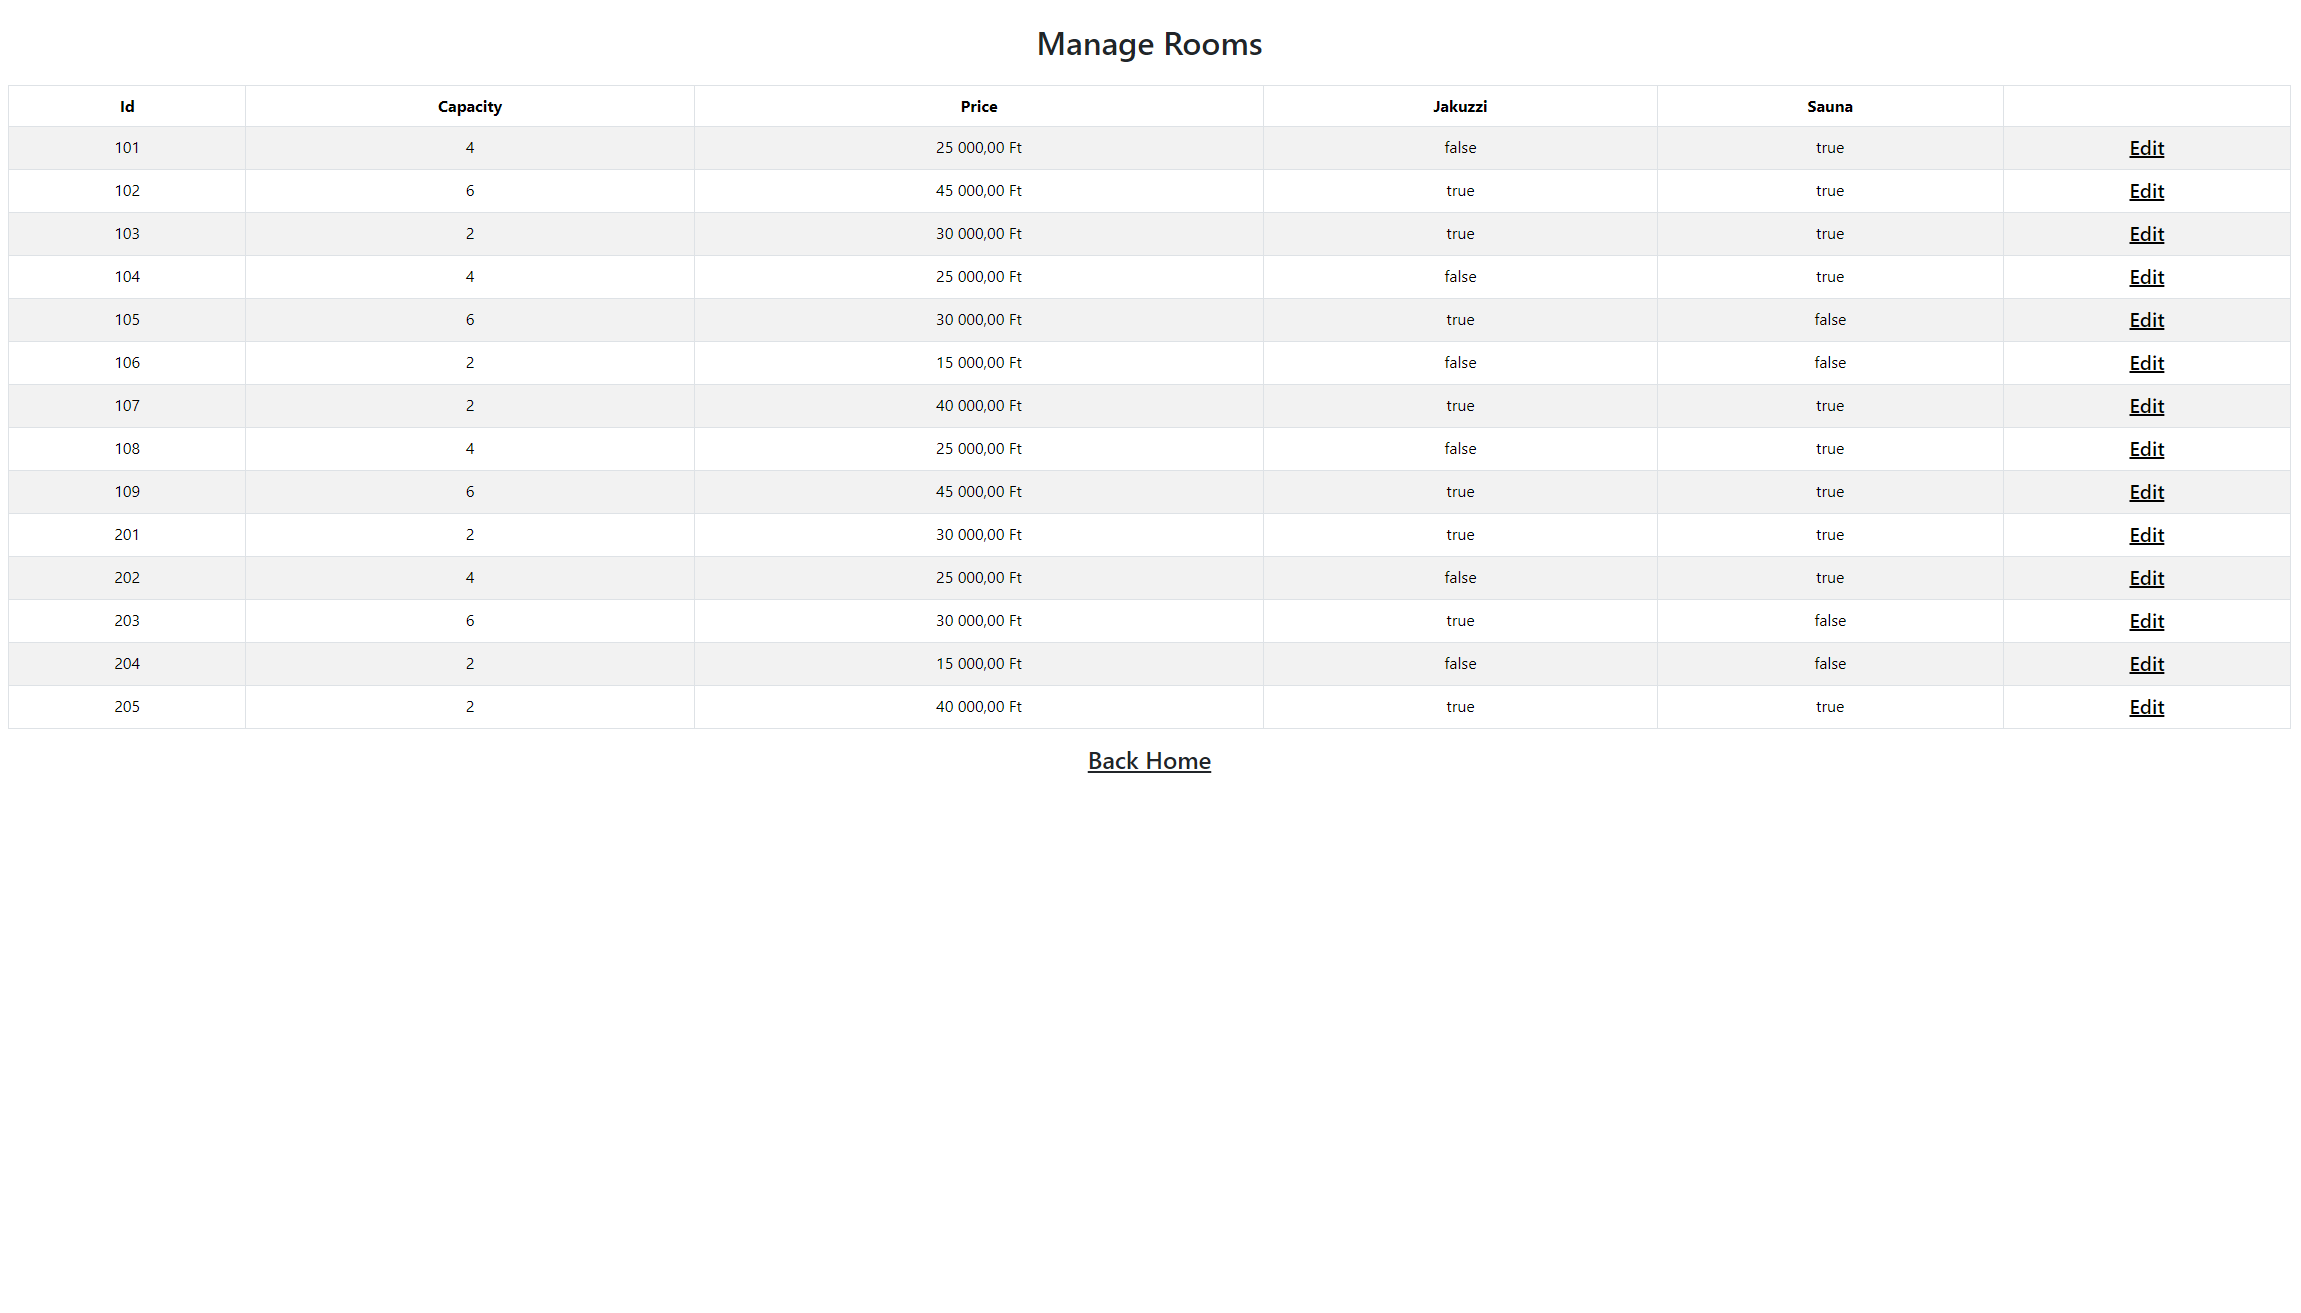 Manage Rooms
Id Capacity Price Jakuzzi Sauna
101 4 25 000,00 Ft false true Edit
102 6 45 000,00 Ft true true Edit
103 2 30 000,00 Ft true true Edit
104 4 25 000,00 Ft false true Edit
105 6 30 000,00 Ft true false Edit
106 2 15 000,00 Ft false false Edit
107 2 40 000,00 Ft true true Edit
108 4 25 000,00 Ft false true Edit
109 6 45 000,00 Ft true true Edit
201 2 30 000,00 Ft true true Edit
202 4 25 000,00 Ft false true Edit
203 6 30 000,00 Ft true false Edit
204 2 15 000,00 Ft false false Edit
205 2 40 000,00 Ft true true Edit
Back Home